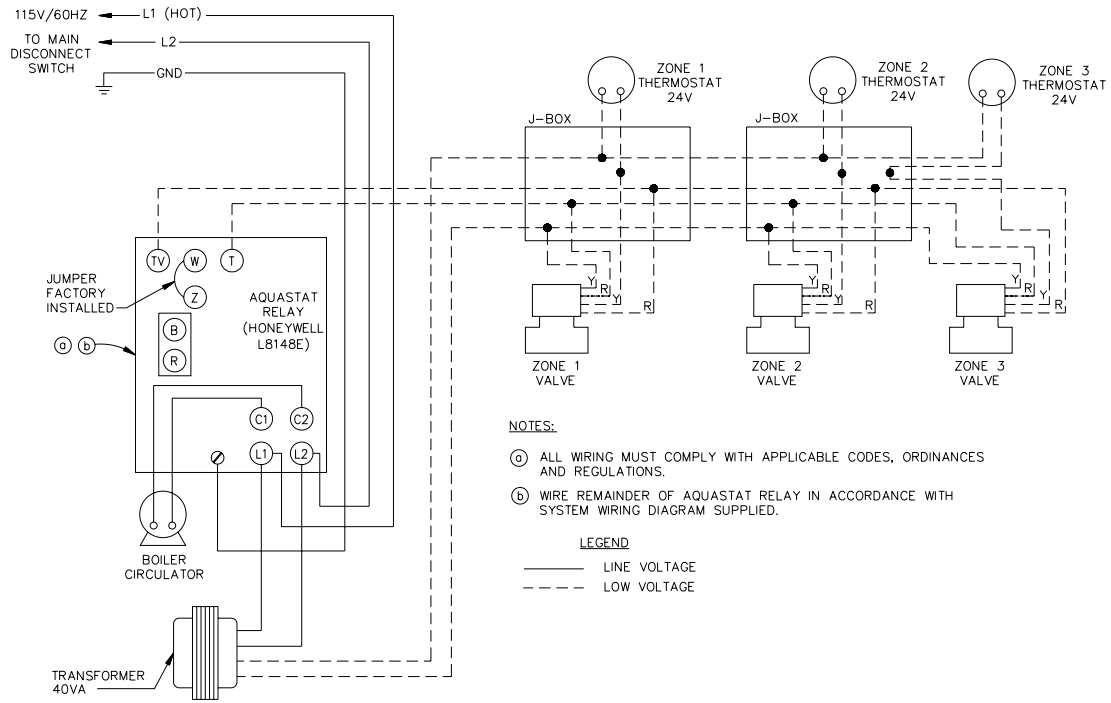 115V/60HZ
L1 (HOT)
TO MAIN
DISCONNECT
SWITCH
L2
GND
ZONE 1
THERMOSTAT
24V
ZONE 2
THERMOSTAT
24V
ZONE 3
THERMOSTAT
24V
J-BOX
J-BOX
TV
W
T
Z
JUMPER
FACTORY
INSTALLED
AQUASTAT
RELAY
(HONEYWELL
L8148E)
B
R
a b
C1
C2
L1
L2
Y
R
Y
R
Y
R
Y
R
Y
R
Y
R
ZONE 1
VALVE
ZONE 2
VALVE
ZONE 3
VALVE
BOILER
CIRCULATOR
TRANSFORMER
40VA
NOTES:
a ALL WIRING MUST COMPLY WITH APPLICABLE CODES, ORDINANCES
AND REGULATIONS.
b WIRE REMAINDER OF AQUASTAT RELAY IN ACCORDANCE WITH
SYSTEM WIRING DIAGRAM SUPPLIED.
LEGEND
LINE VOLTAGE
LOW VOLTAGE